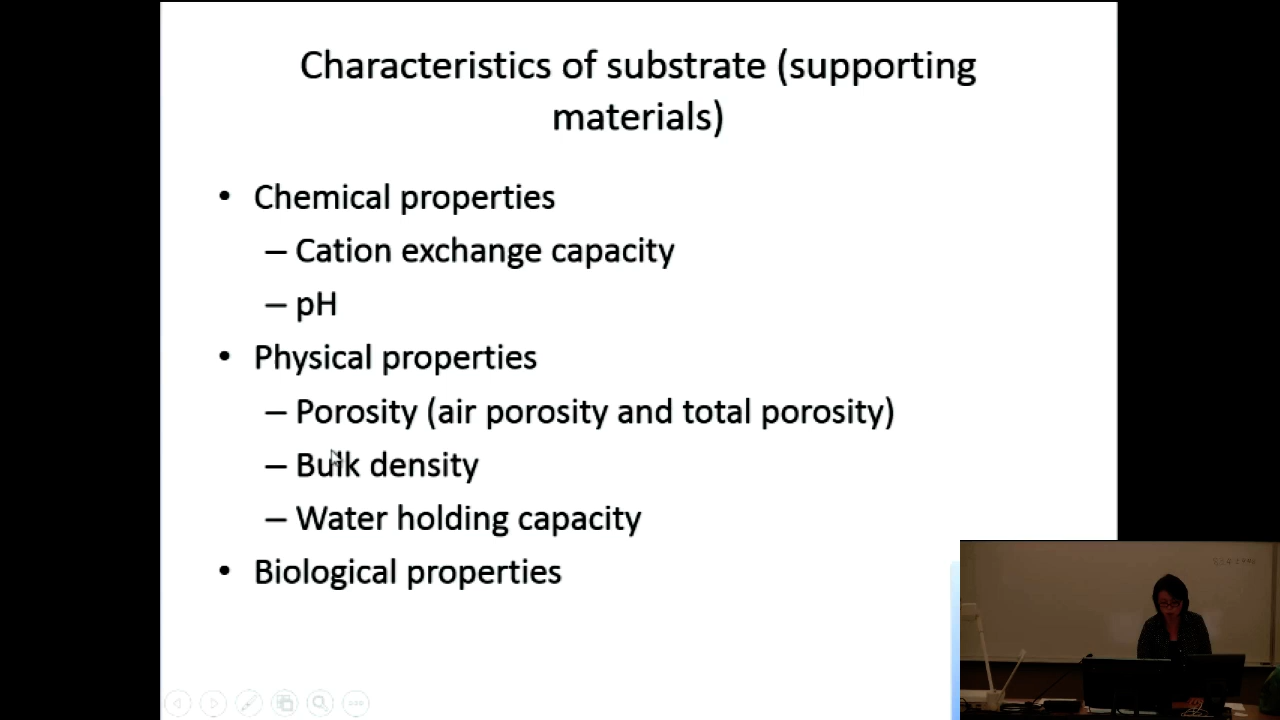 Characteristics of substrate (supporting
materials)
• Chemical properties
– Cation exchange capacity
– pH
• Physical properties
– Porosity (air porosity and total porosity)
– Bulk density
– Water holding capacity
• Biological properties